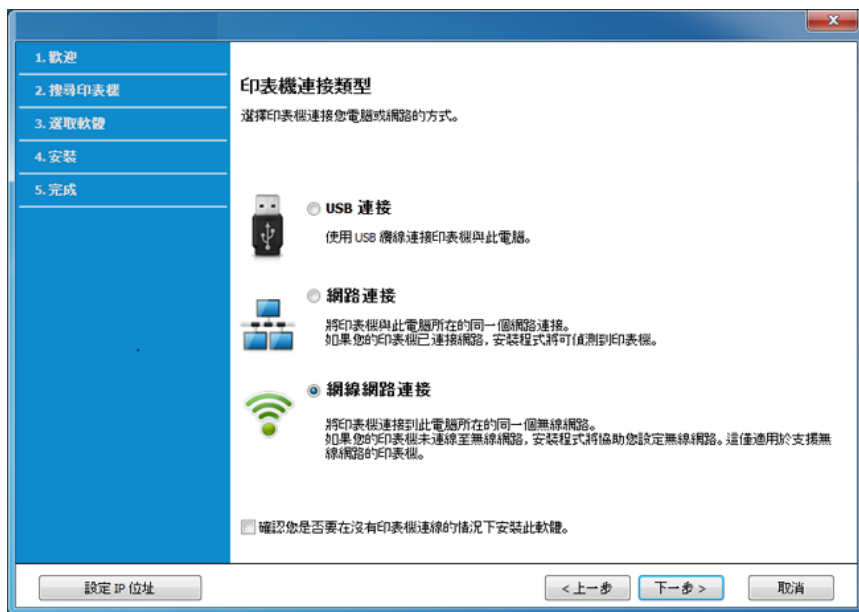 1. 歡迎
2. 搜尋印表機
3. 選取軟體
4. 安裝
5. 完成
印表機連接類型
選擇印表機連接您電腦或網路的方式。
USB 連接
使用 USB 纜線連接印表機與此電腦。
網路連接
將印表機與此電腦所在的同一個網路連接。
如果您的印表機已連接網路, 安裝程式將可偵測到印表機。
網線網路連接
將印表機連接到此電腦所在的同一個無線網路。
如果您的印表機未連線至無線網路, 安裝程式將協助您設定無線網路。這僅適用於支援無
線網路的印表機。
確認您是否要在沒有印表機連線的情況下安裝此軟體。
設定 IP 位址
< 上一步
下一步 >
取消